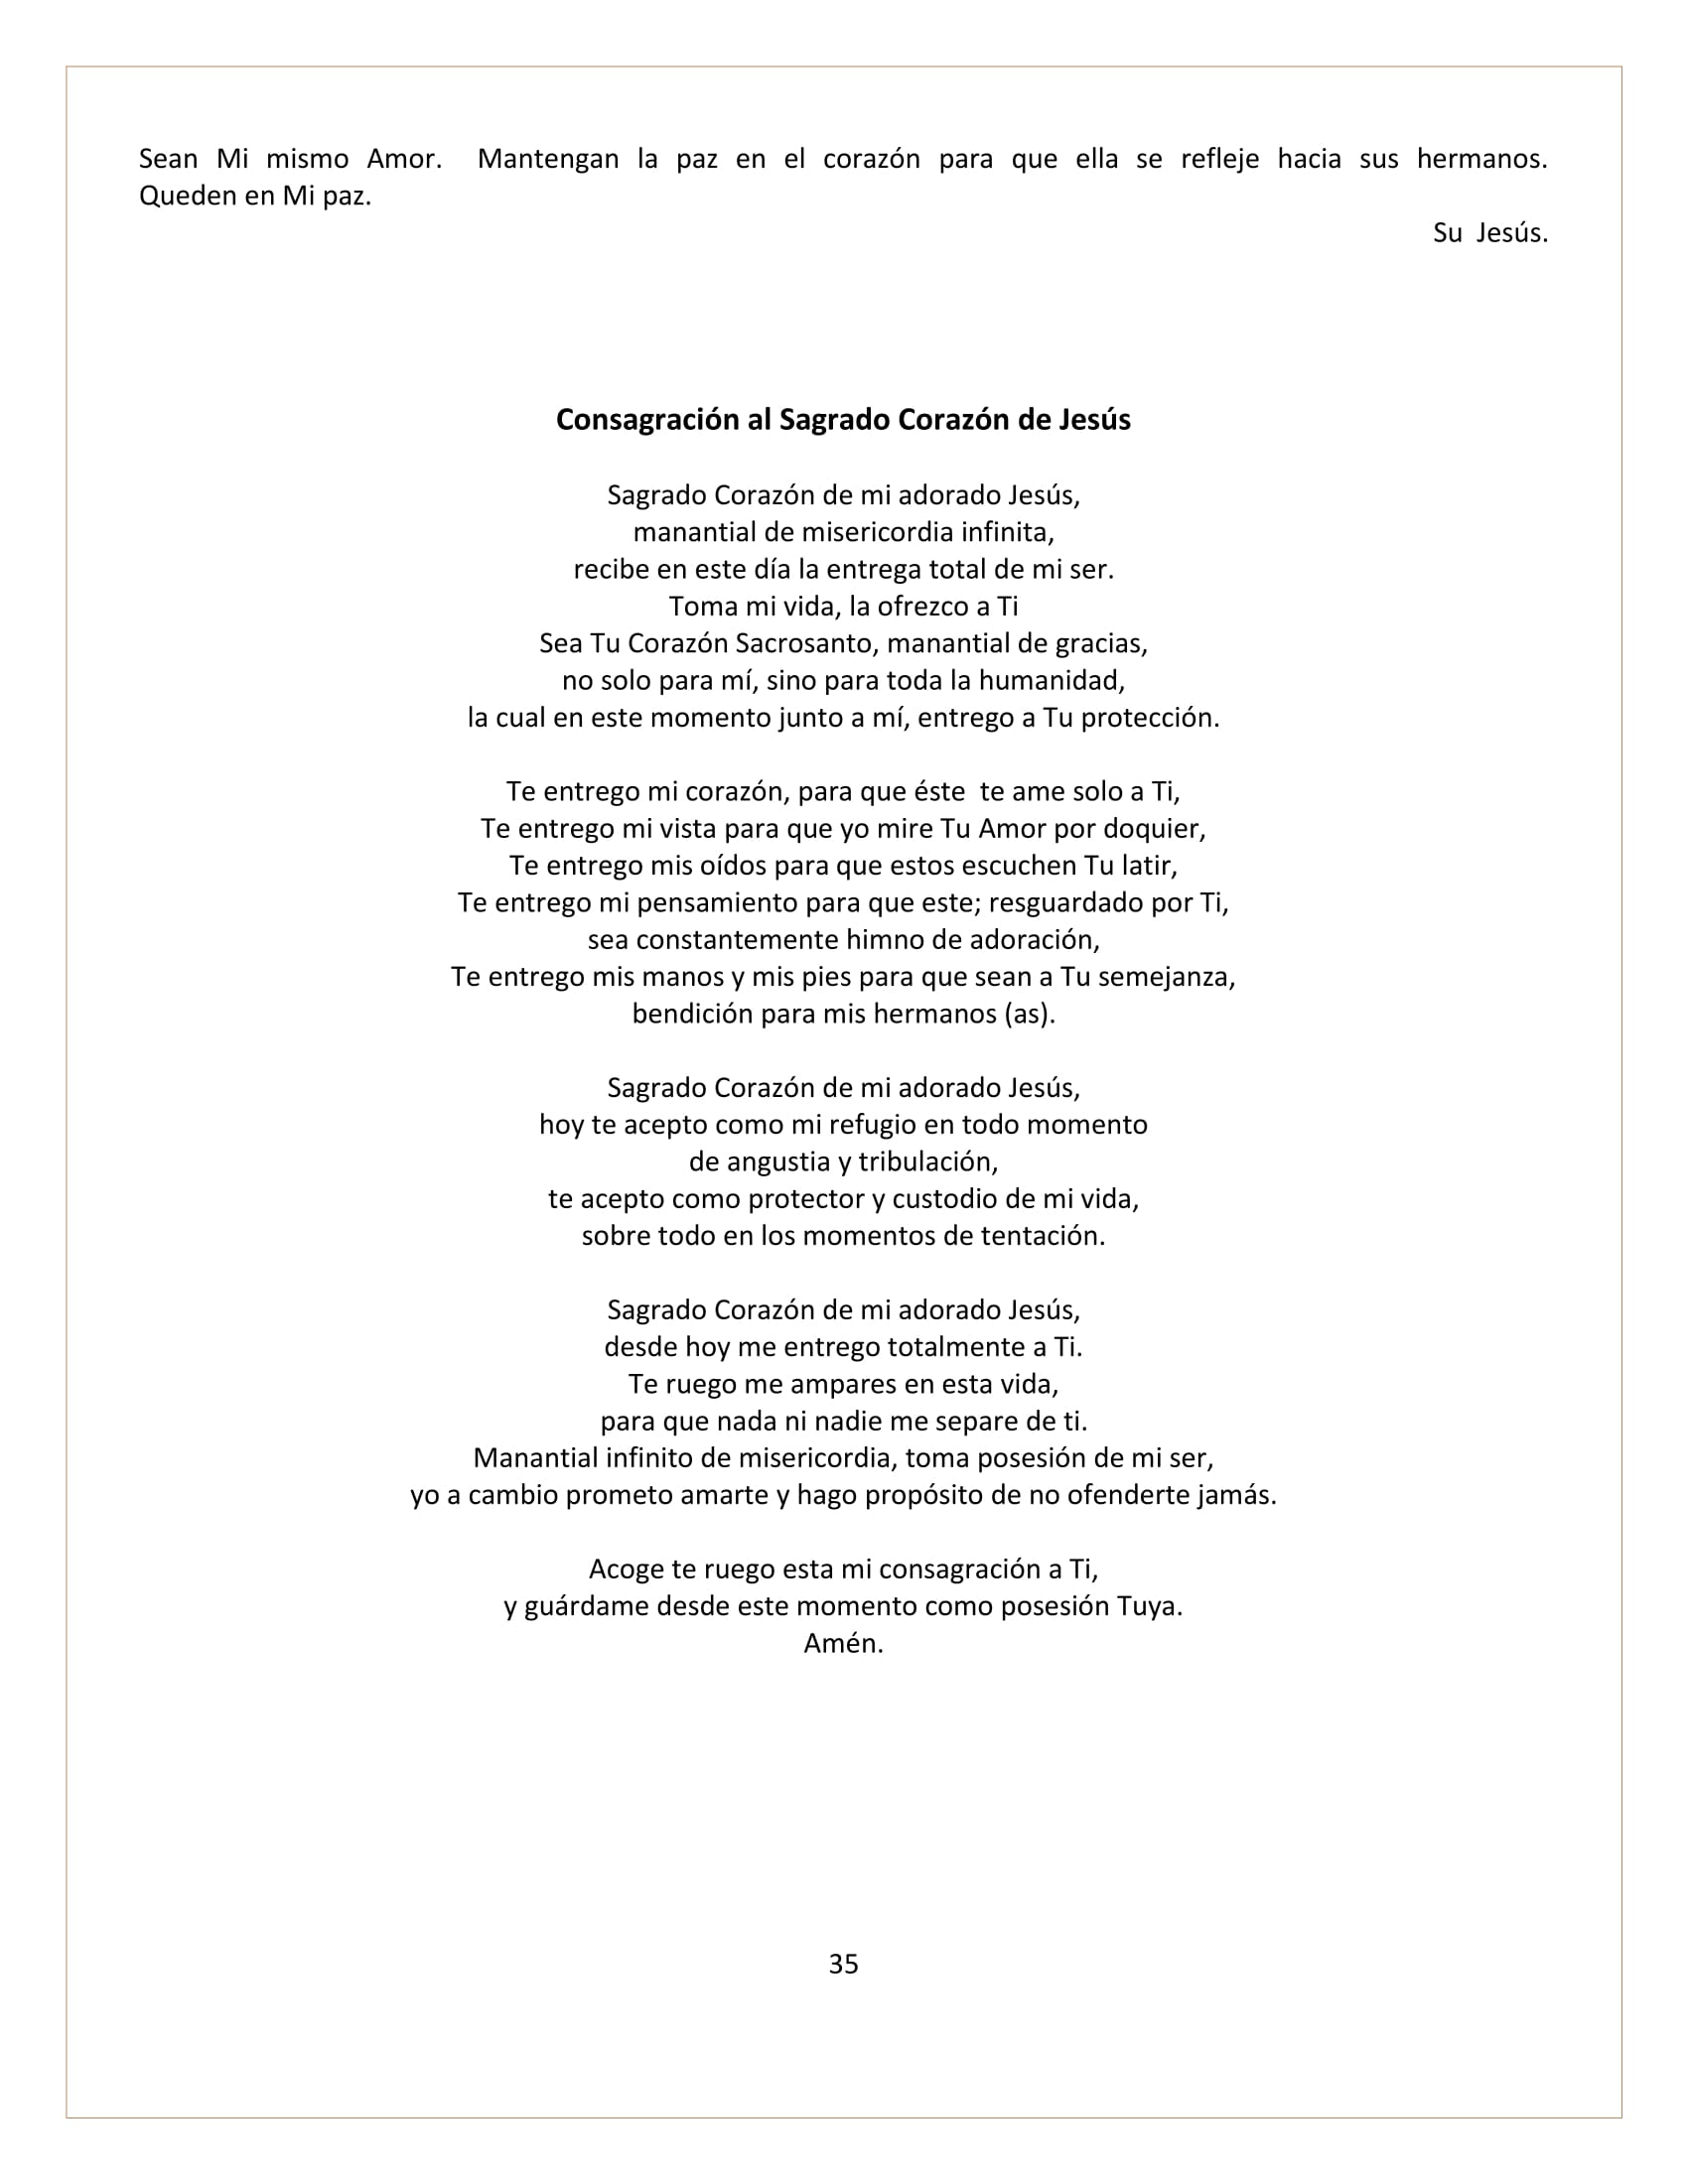 Sean Mi mismo Amor.  Mantengan la paz en el corazón para que ella se refleje hacia sus hermanos.
Queden en Mi paz.
Su  Jesús.
Consagración al Sagrado Corazón de Jesús
Sagrado Corazón de mi adorado Jesús,
manantial de misericordia infinita,
recibe en este día la entrega total de mi ser.
Toma mi vida, la ofrezco a Ti
Sea Tu Corazón Sacrosanto, manantial de gracias,
no solo para mí, sino para toda la humanidad,
la cual en este momento junto a mí, entrego a Tu protección.
Te entrego mi corazón, para que éste  te ame solo a Ti,
Te entrego mi vista para que yo mire Tu Amor por doquier,
Te entrego mis oídos para que estos escuchen Tu latir,
Te entrego mi pensamiento para que este; resguardado por Ti,
sea constantemente himno de adoración,
Te entrego mis manos y mis pies para que sean a Tu semejanza,
bendición para mis hermanos (as).
Sagrado Corazón de mi adorado Jesús,
hoy te acepto como mi refugio en todo momento
de angustia y tribulación,
te acepto como protector y custodio de mi vida,
sobre todo en los momentos de tentación.
Sagrado Corazón de mi adorado Jesús,
desde hoy me entrego totalmente a Ti.
Te ruego me ampares en esta vida,
para que nada ni nadie me separe de ti.
Manantial infinito de misericordia, toma posesión de mi ser,
yo a cambio prometo amarte y hago propósito de no ofenderte jamás.
Acoge te ruego esta mi consagración a Ti,
y guárdame desde este momento como posesión Tuya.
Amén.
35